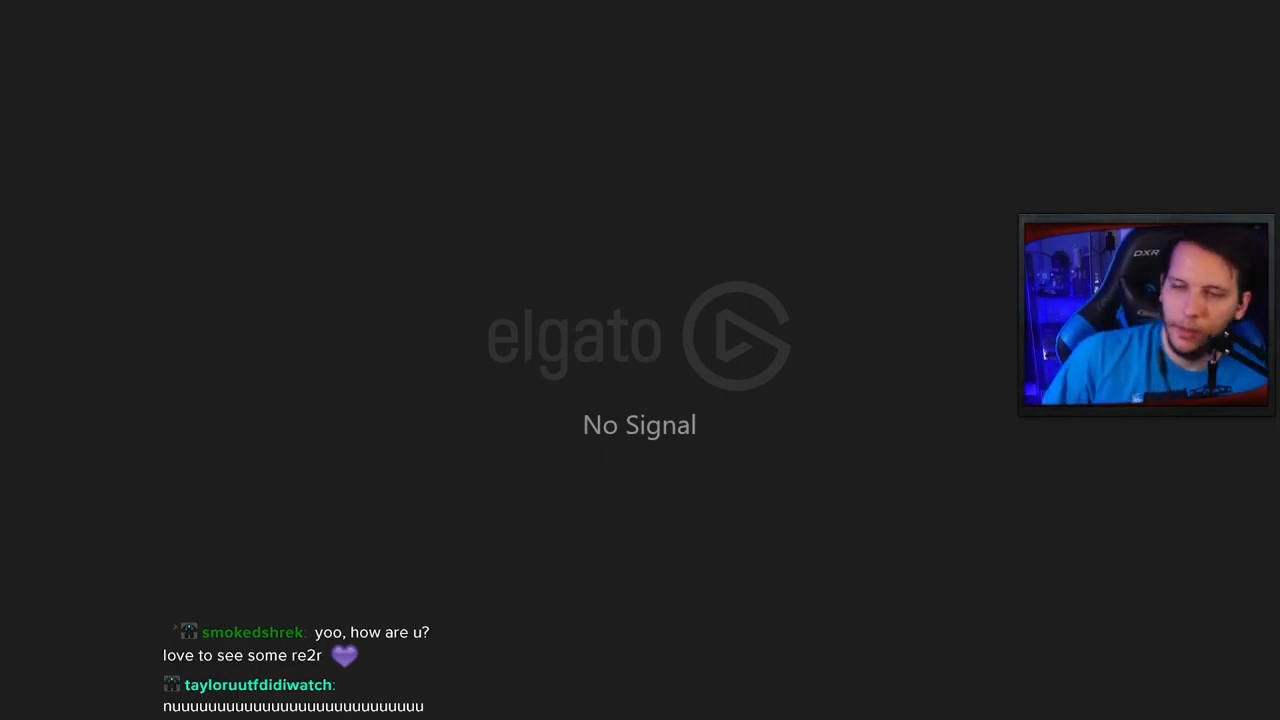 elgato
No Signal
DXR
smokedshrek: yoo, how are u?
love to see some re2r
tayloruutfdidiwatch:
nuuuuuuuuuuuuuuuuuuuuuuuuuuuu